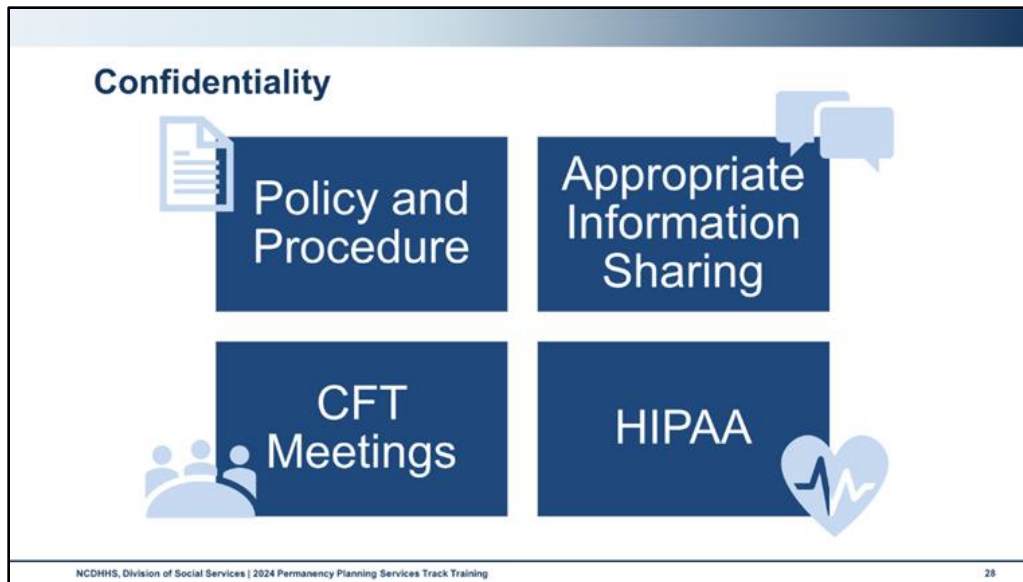 Confidentiality
Policy and
Procedure
Appropriate
Information
Sharing
CFT
Meetings
HIPAA
NCDHHS, Division of Social Services | 2024 Permanency Planning Services Track Training
28